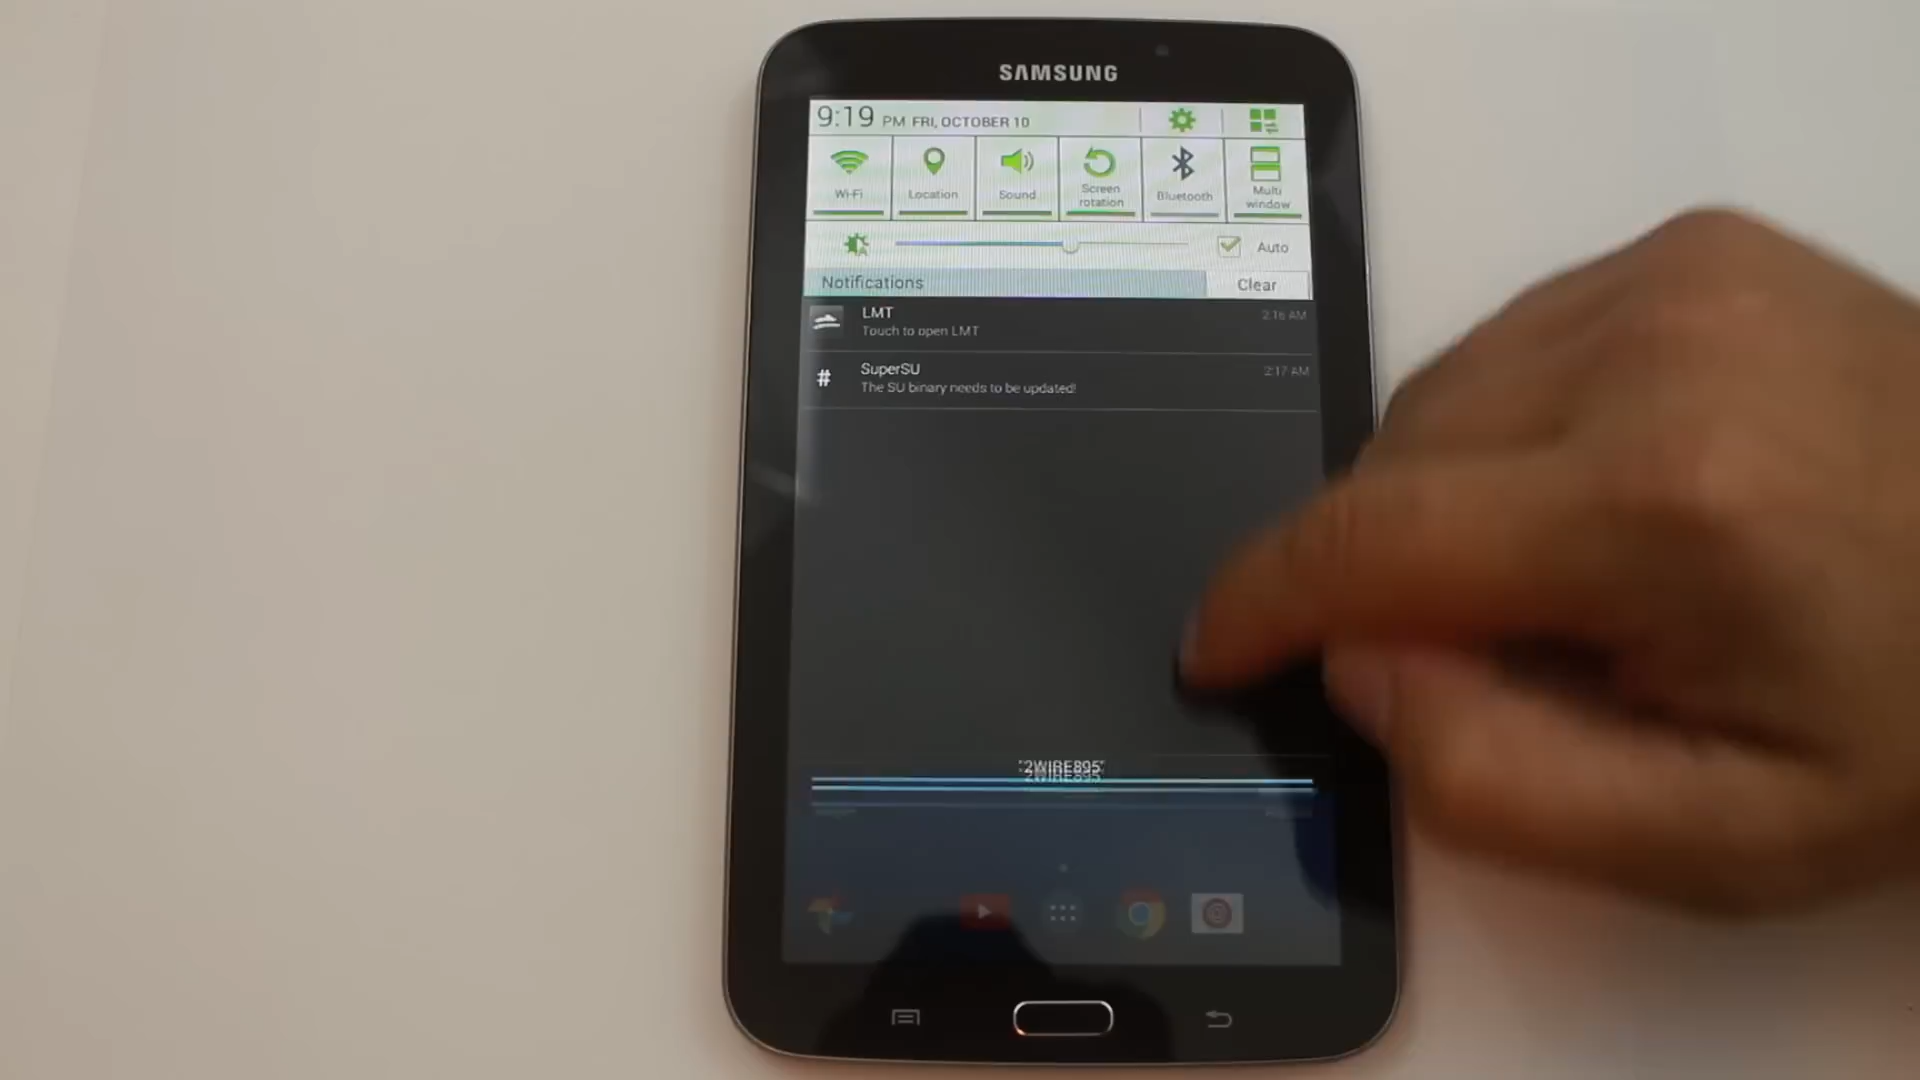 SAMSUNG
9:19 PM FRI, OCTOBER 10
Wi-Fi
Location
Sound
Screen rotation
Bluetooth
Multi window
Auto
Notifications
Clear
LMT
2:16 AM
Touch to open LMT
SuperSU
2:17 AM
# The SU binary needs to be updated!
"2WIRE895"
2WIRE895